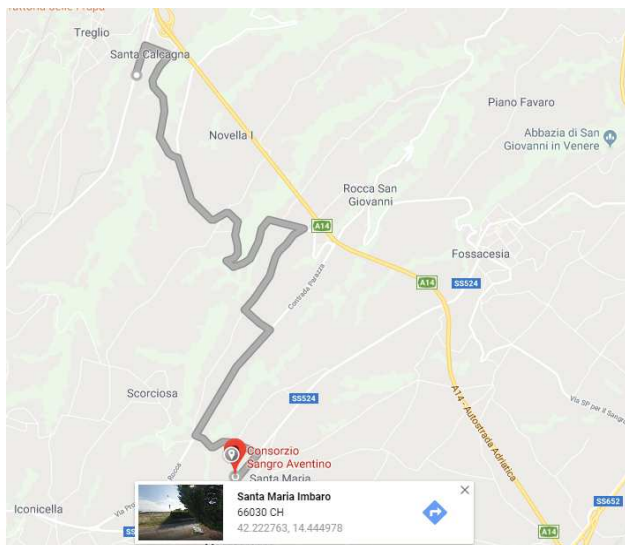 Treglio
Santa Calcagna
Piano Favaro
Novella I
Abbazia di San
Giovanni in Venere
Rocca San
Giovanni
A14
Fossacesia
A14
SS524
Contrada Perazza
Scorciosa
SS524
A14 - Autostrada Adriatica
Consorzio
Sangro Aventino
Santa Maria
Rocca
Iconicella
Santa Maria Imbaro
66030 CH
42.222763, 14.444978
SS652
A14